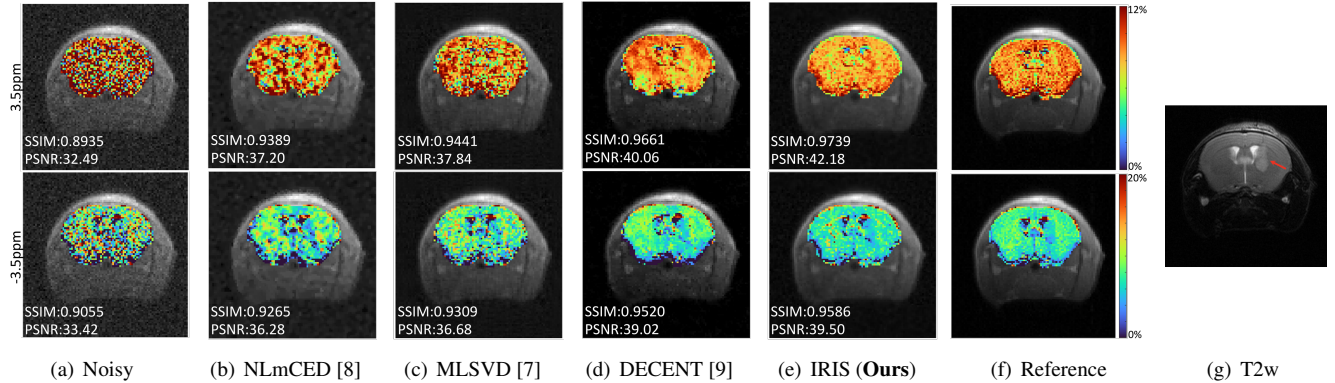 3.5ppm
SSIM:0.8935
PSNR:32.49
SSIM:0.9389
PSNR:37.20
SSIM:0.9441
PSNR:37.84
SSIM:0.9661
PSNR:40.06
SSIM:0.9739
PSNR:42.18
12%
0%
-3.5ppm
SSIM:0.9055
PSNR:33.42
SSIM:0.9265
PSNR:36.28
SSIM:0.9309
PSNR:36.68
SSIM:0.9520
PSNR:39.02
SSIM:0.9586
PSNR:39.50
20%
0%
(a) Noisy
(b) NLmCED [8]
(c) MLSVD [7]
(d) DECENT [9]
(e) IRIS (Ours)
(f) Reference
(g) T2w